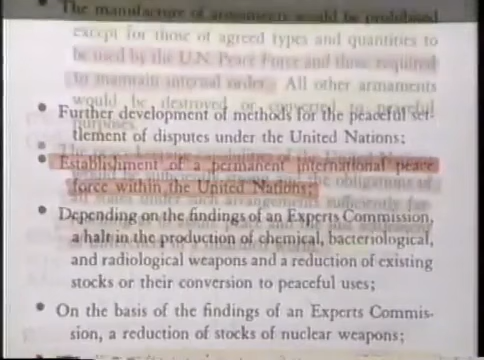 The manufacture of armaments would be prohibited
except for those of agreed types and quantities to
be used by the U.N. Peace Force and those required
to maintain internal order. All other armaments
would be destroyed or converted to peaceful
purposes.
• Further development of methods for the peaceful set-
tlement of disputes under the United Nations;
• Establishment of a permanent international peace
force within the United Nations;
• Depending on the findings of an Experts Commission,
a halt in the production of chemical, bacteriological,
and radiological weapons and a reduction of existing
stocks or their conversion to peaceful uses;
• On the basis of the findings of an Experts Commis-
sion, a reduction of stocks of nuclear weapons;